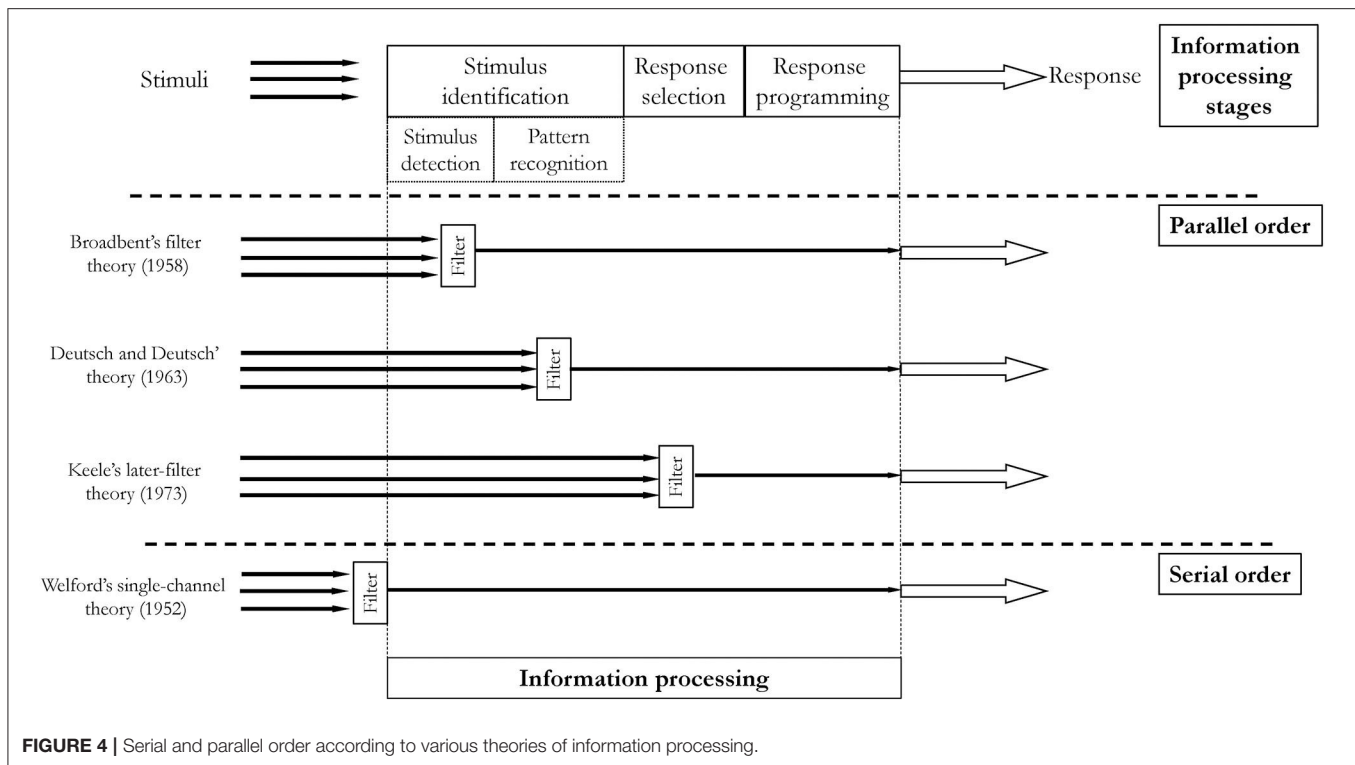 Stimuli
Stimulus
identification
Response
selection
Response
programming
Response
Information
processing
stages
Stimulus
detection
Pattern
recognition
Parallel order
Broadbent's filter
theory (1958)
Filter
Deutsch and Deutsch'
theory (1963)
Filter
Keele's later-filter
theory (1973)
Filter
Serial order
Welford's single-channel
theory (1952)
Filter
Information processing
FIGURE 4 | Serial and parallel order according to various theories of information processing.